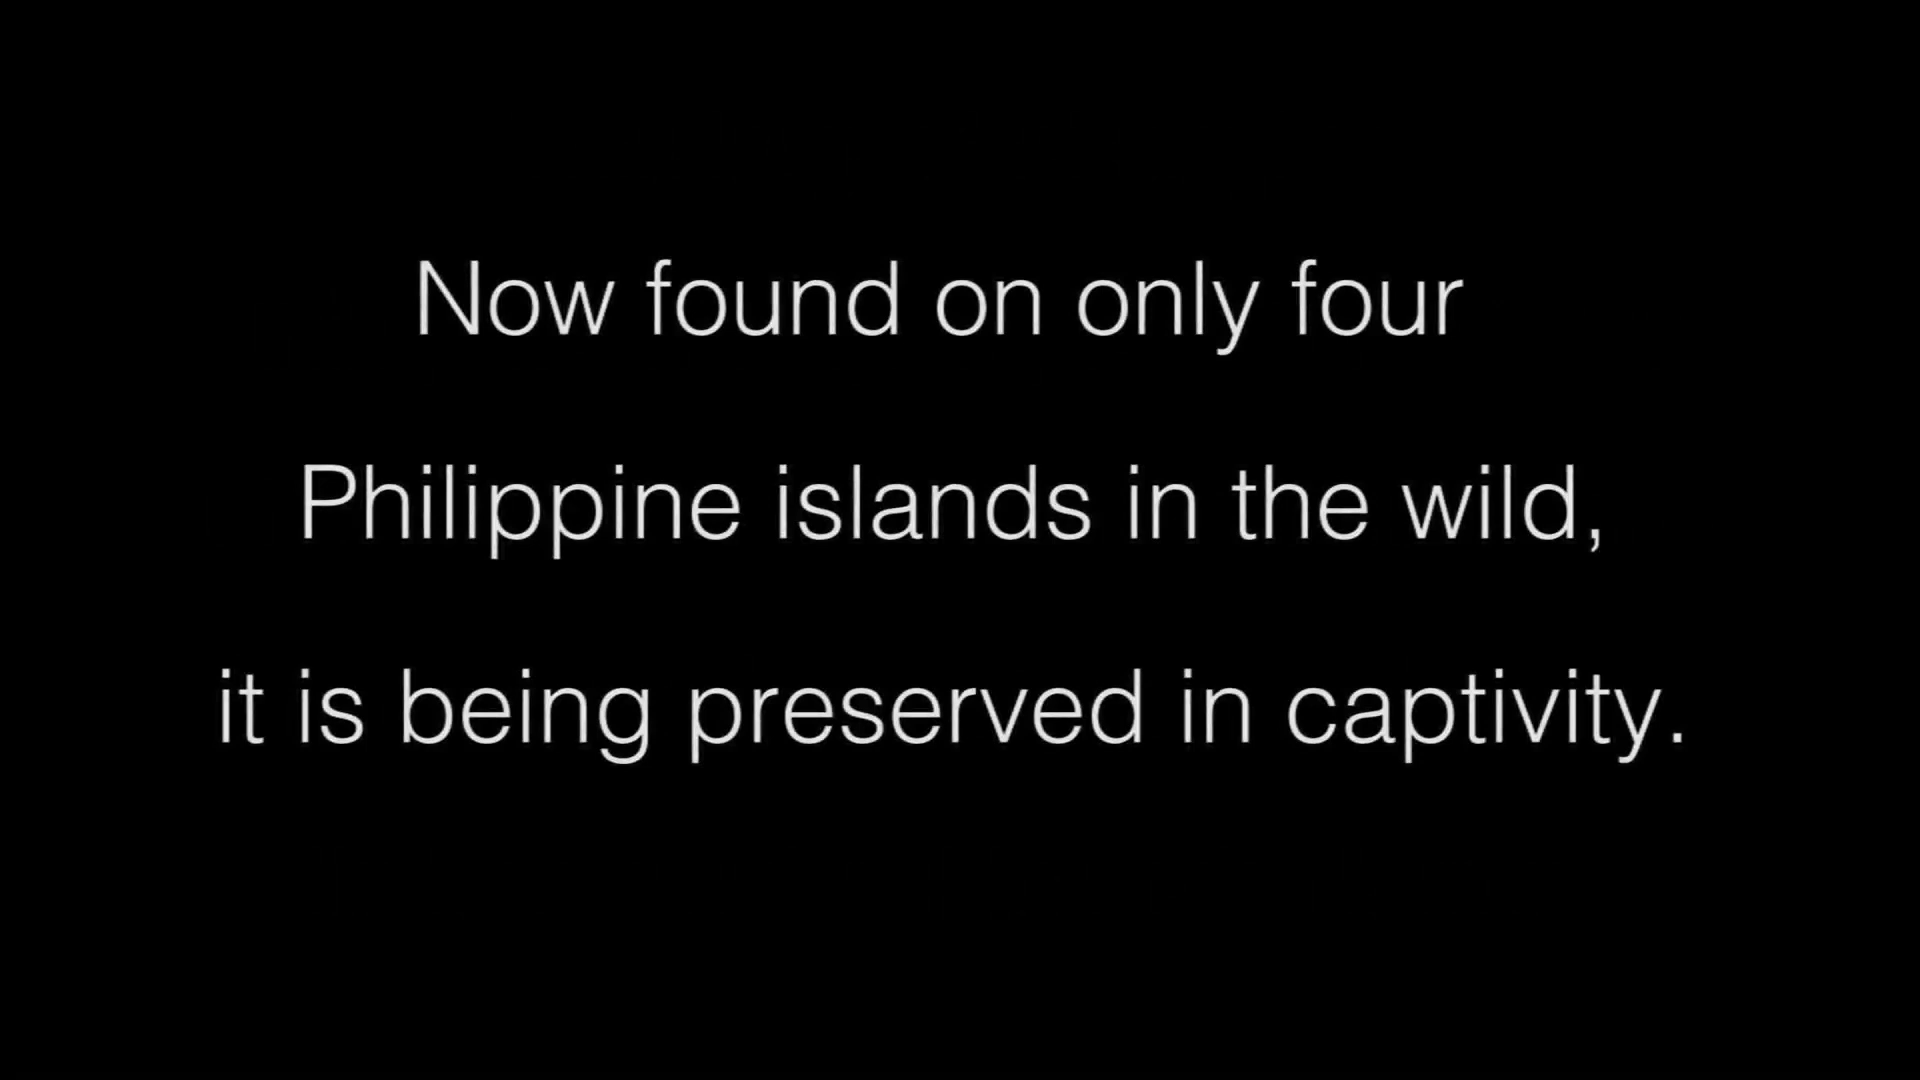 Now found on only four
Philippine islands in the wild,
it is being preserved in captivity.